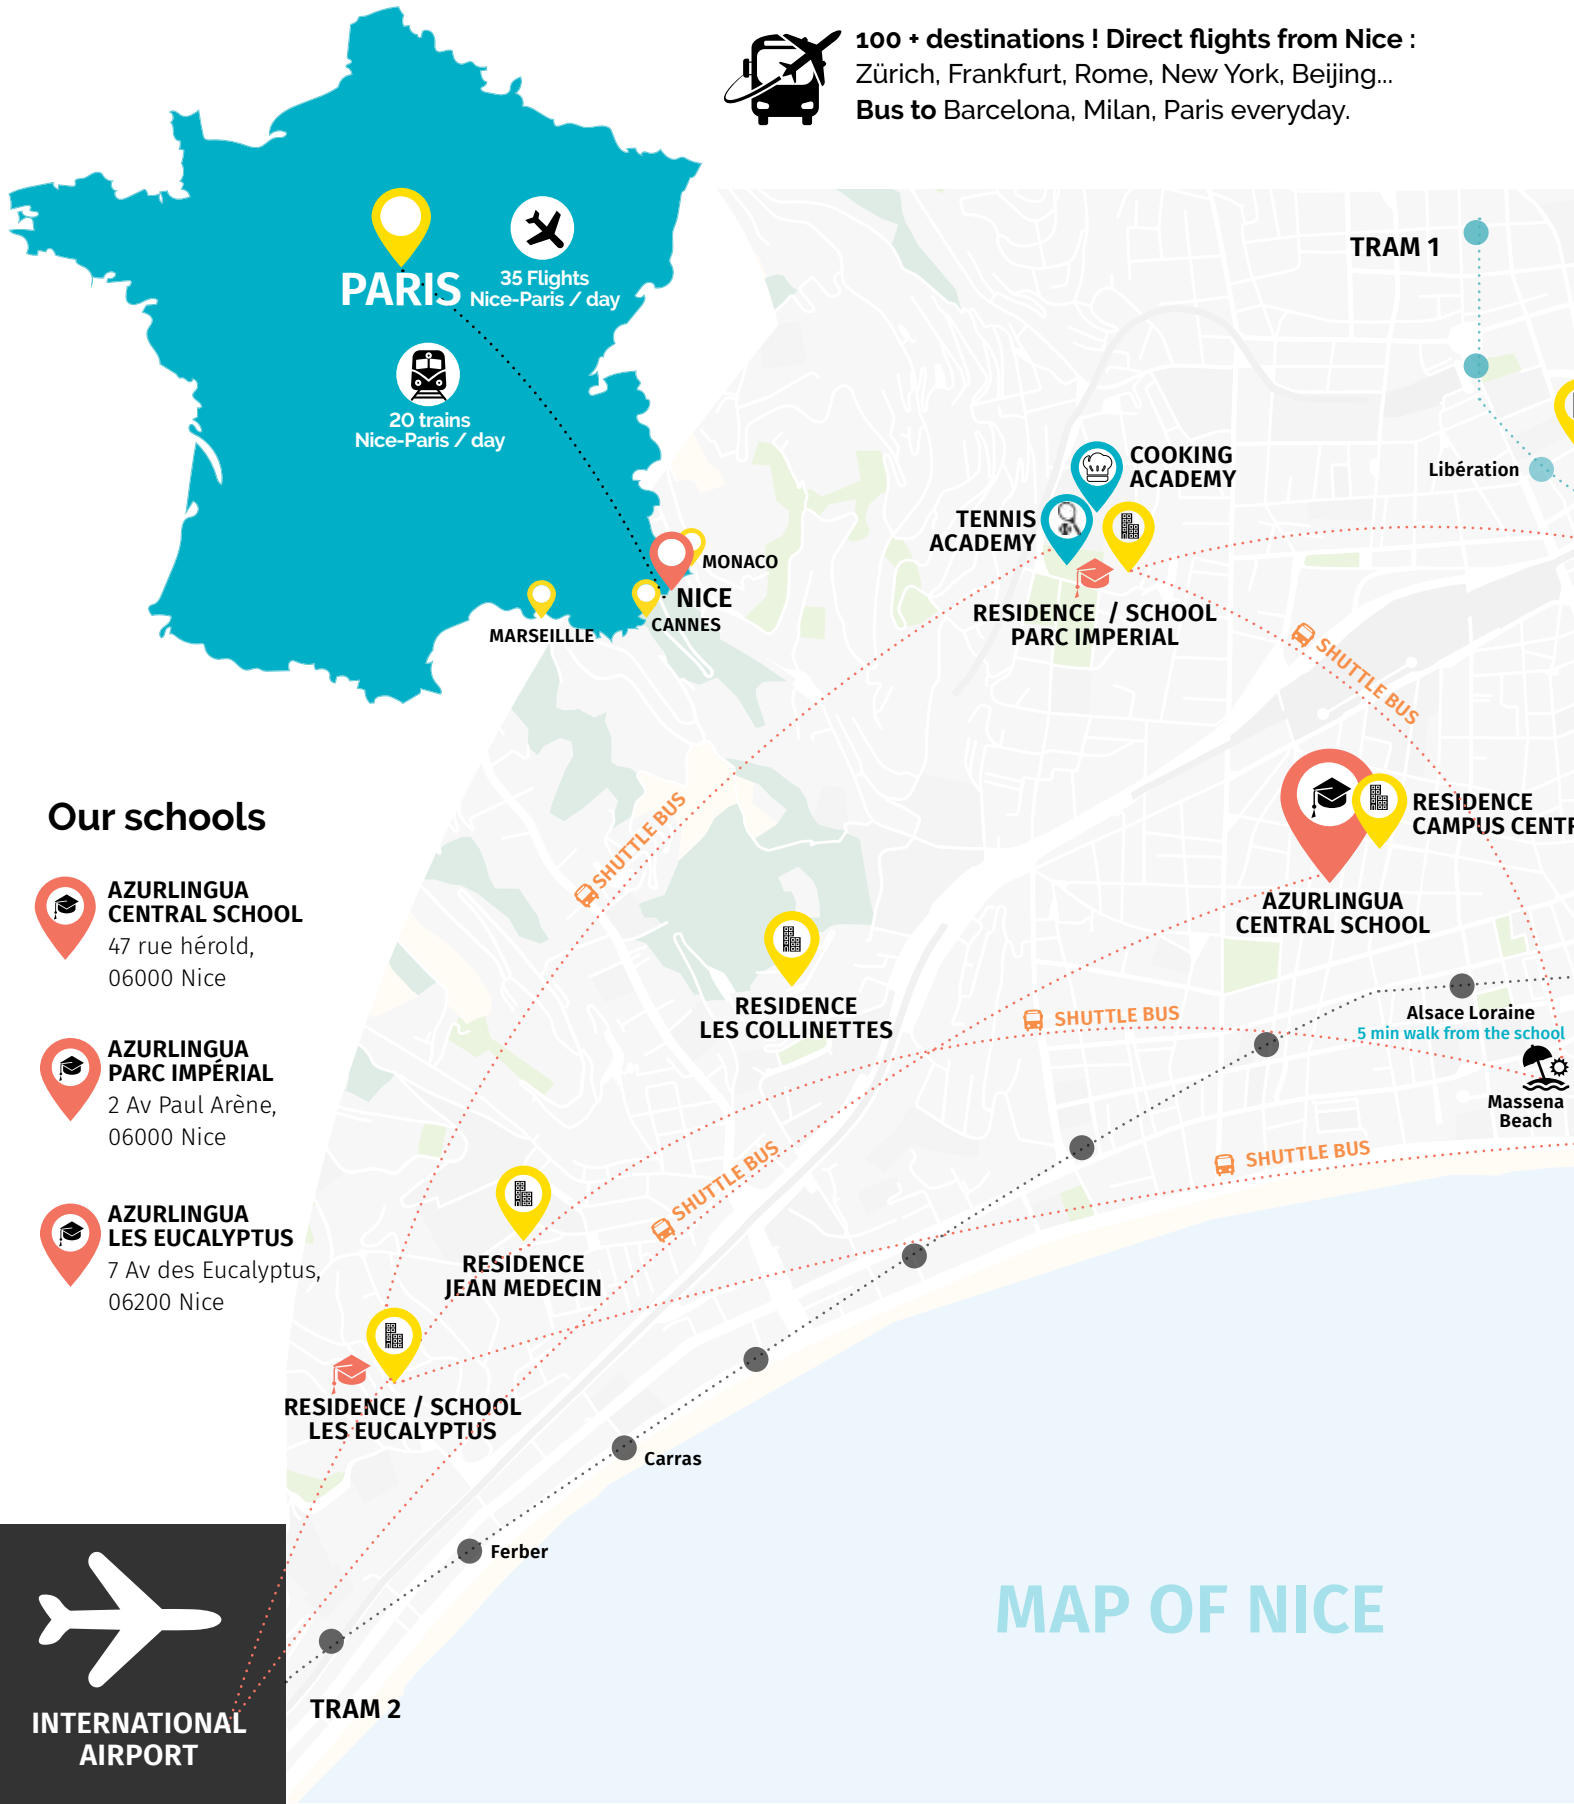 100 + destinations ! Direct flights from Nice :
Zürich, Frankfurt, Rome, New York, Beijing...
Bus to Barcelona, Milan, Paris everyday.
PARIS
35 Flights
Nice-Paris / day
20 trains
Nice-Paris / day
MONACO
NICE
CANNES
MARSEILLLE
TRAM 1
Libération
COOKING
ACADEMY
TENNIS
ACADEMY
RESIDENCE / SCHOOL
PARC IMPERIAL
SHUTTLE BUS
RESIDENCE
CAMPUS CENTR
AZURLINGUA
CENTRAL SCHOOL
SHUTTLE BUS
RESIDENCE
LES COLLINETTES
SHUTTLE BUS
Alsace Loraine
5 min walk from the school
Massena
Beach
SHUTTLE BUS
SHUTTLE BUS
RESIDENCE
JEAN MEDECIN
RESIDENCE / SCHOOL
LES EUCALYPTUS
Carras
Ferber
TRAM 2
MAP OF NICE
Our schools
AZURLINGUA
CENTRAL SCHOOL
47 rue hérold,
06000 Nice
AZURLINGUA
PARC IMPÉRIAL
2 Av Paul Arène,
06000 Nice
AZURLINGUA
LES EUCALYPTUS
7 Av des Eucalyptus,
06200 Nice
INTERNATIONAL
AIRPORT